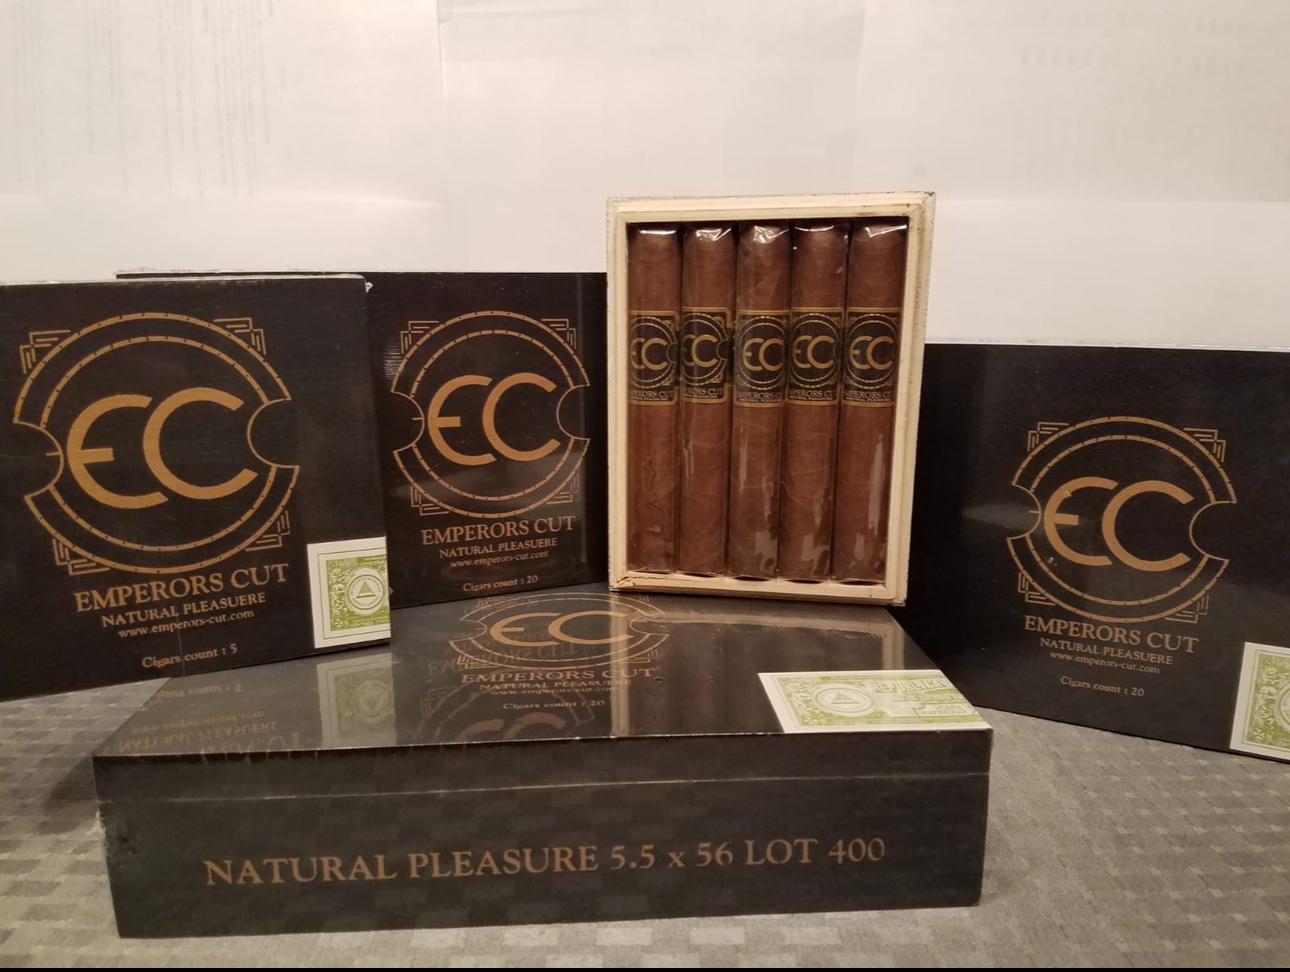 EC
EMPERORS CUT
NATURAL PLEASUERE
www.emperors-cut.com
Cigars count : 5
EC
EMPERORS CUT
NATURAL PLEASUERE
www.emperors-cut.com
Cigars count : 20
EC
EC
EC
EC
EC
EMPERORS CUT
EC
EMPERORS CUT
NATURAL PLEASUERE
www.emperors-cut.com
Cigars count : 20
EC
EMPERORS CUT
NATURAL PLEASUERE
Cigars count : 20
NATURAL PLEASURE 5.5 x 56 LOT 400